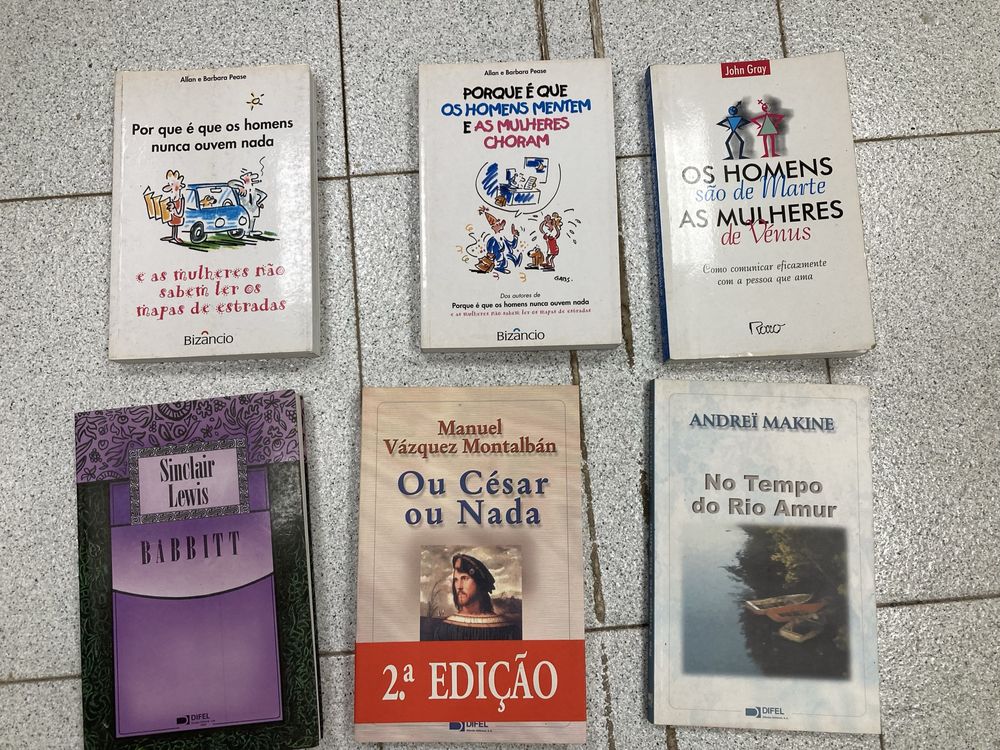 Allan e Barbara Pease
Por que é que os homens
nunca ouvem nada
e as mulheres não
sabem ler os
mapas de estradas
Bizâncio
Allan e Barbara Pease
PORQUE É QUE
OS HOMENS MENTEM
E AS MULHERES
CHORAM
Dos autores de
Porque é que os homens nunca ouvem nada
e as mulheres não sabem ler os mapas de estradas
Bizâncio
John Gray
OS HOMENS
são de Marte
AS MULHERES
de Vénus
Como comunicar eficazmente
com a pessoa que ama
Rocco
Sinclair
Lewis
BABBITT
DIFEL
Manuel
Vázquez Montalbán
Ou César
ou Nada
2.ª EDIÇÃO
DIFEL
ANDREÏ MAKINE
No Tempo
do Rio Amur
DIFEL